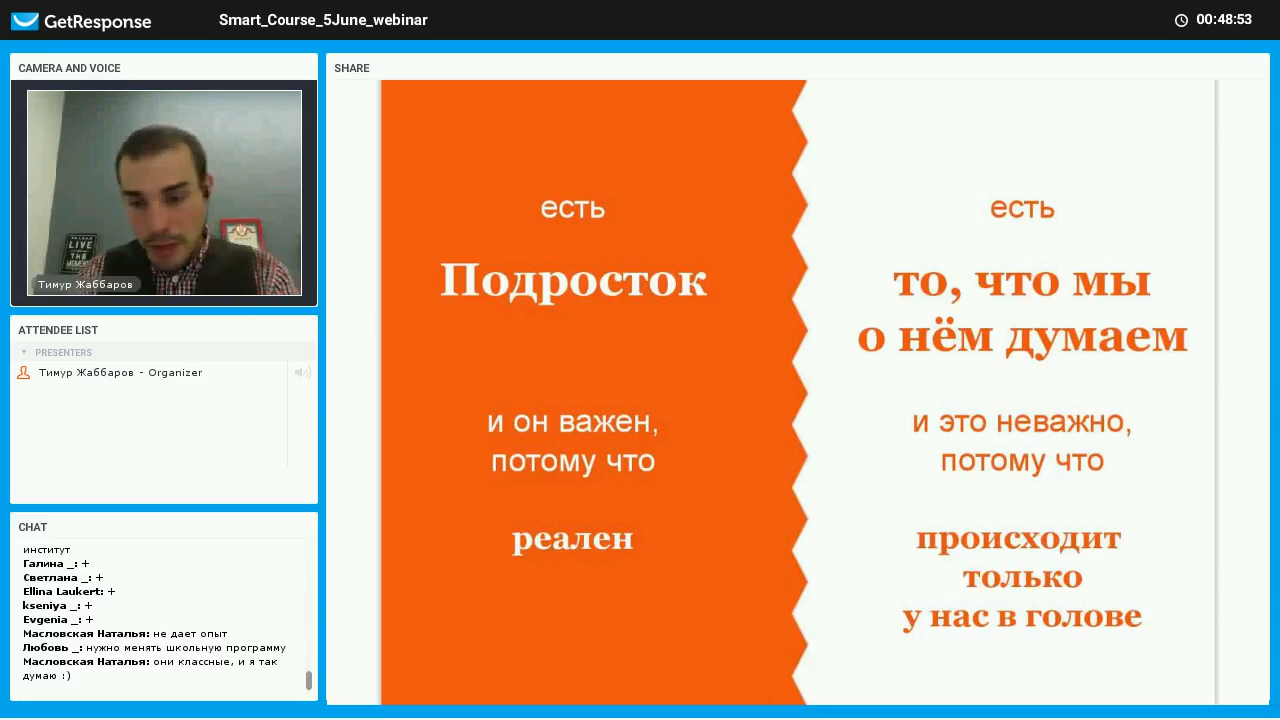 GetResponse
Smart_Course_5June_webinar
00:48:53
CAMERA AND VOICE
LIVE
THE
Тимур Жаббаров
ATTENDEE LIST
PRESENTERS
Тимур Жаббаров - Organizer
CHAT
институт
Галина _: +
Светлана _: +
Ellina Laukert: +
kseniya _: +
Evgenia _: +
Масловская Наталья: не дает опыт
Любовь _: нужно менять школьную программу
Масловская Наталья: они классные, и я так
думаю :)
SHARE
есть
Подросток
и он важен,
потому что
реален
есть
то, что мы
о нём думаем
и это неважно,
потому что
происходит
только
у нас в голове